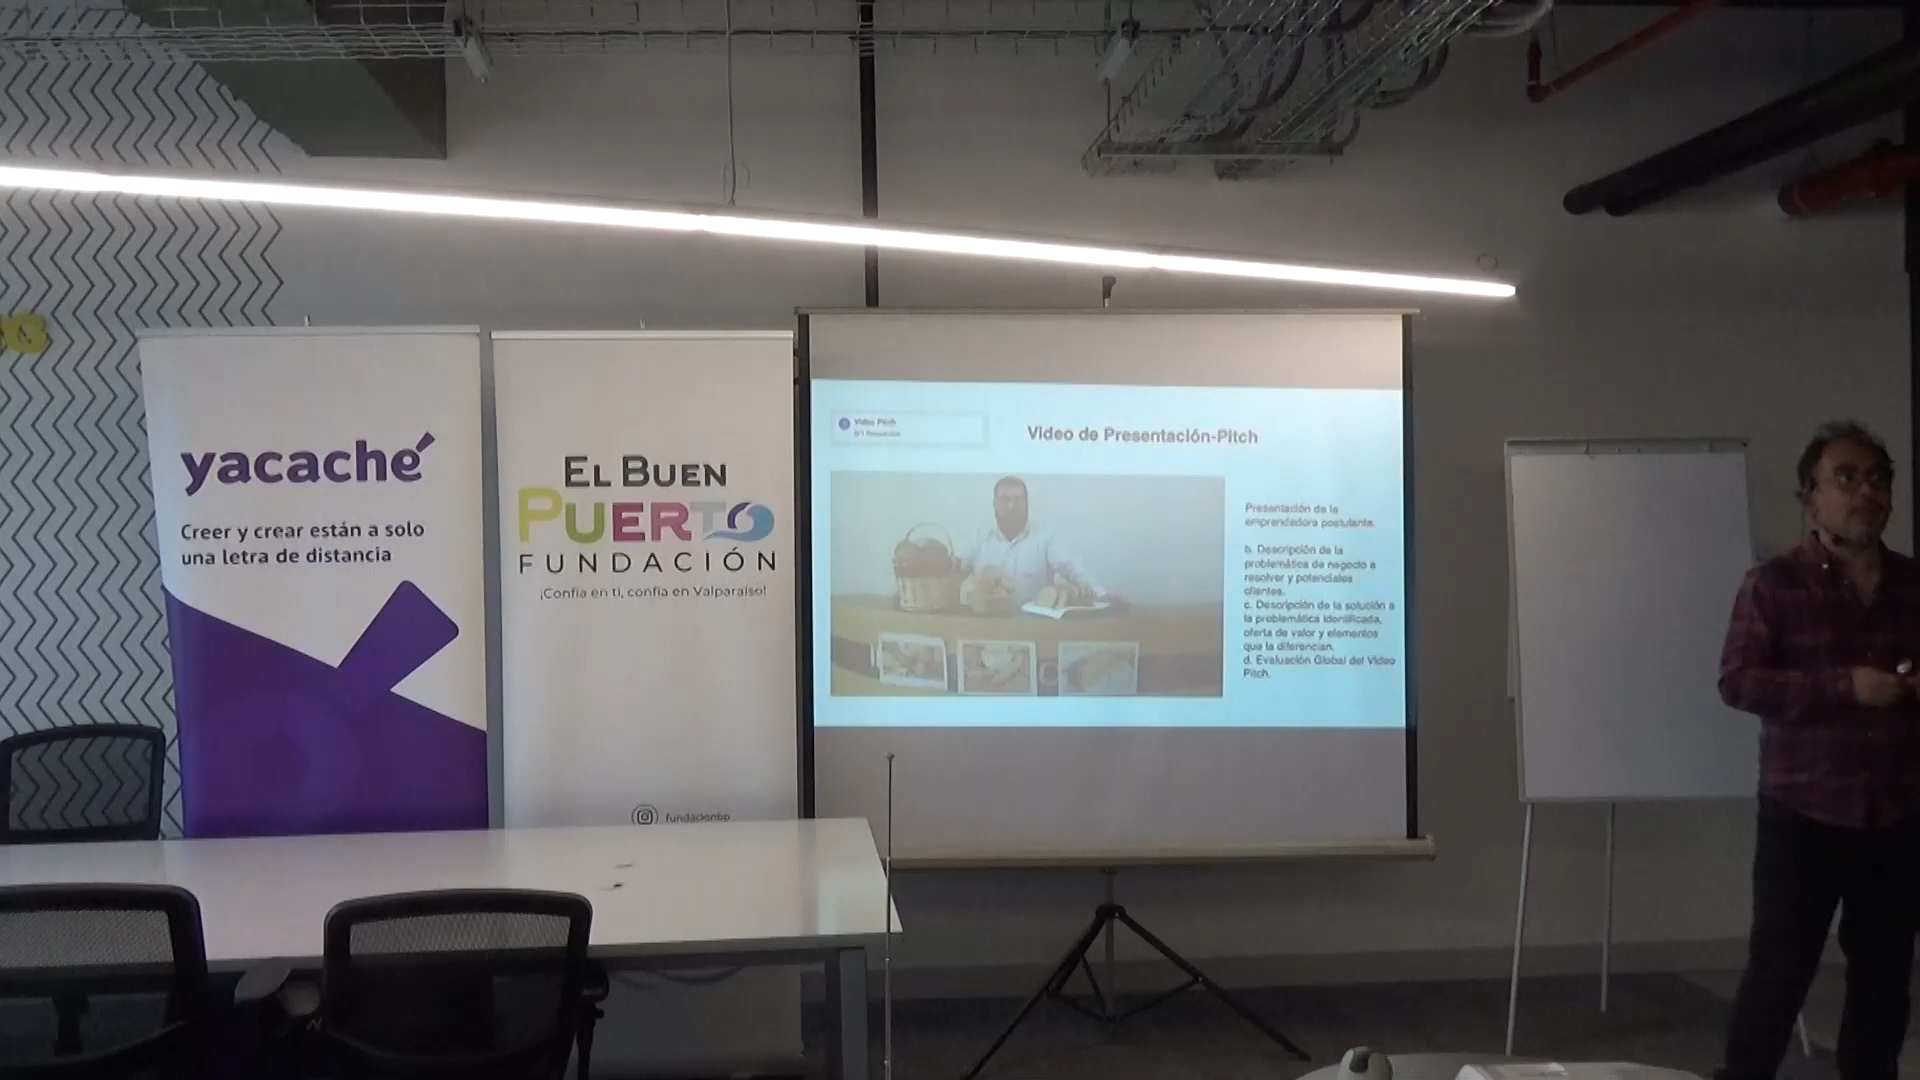 yacaché
Creer y crear están a solo
una letra de distancia
EL BUEN
PUERTO
FUNDACIÓN
¡Confía en ti, confía en Valparaíso!
fundacionbp
Video Pitch
Video de Presentación-Pitch
Presentación de la
emprendedora postulante.
b. Descripción de la
problemática de negocio a
resolver y potenciales
clientes.
c. Descripción de la solución a
la problemática identificada,
oferta de valor y elementos
que la diferencian.
d. Evaluación Global del Video
Pitch.